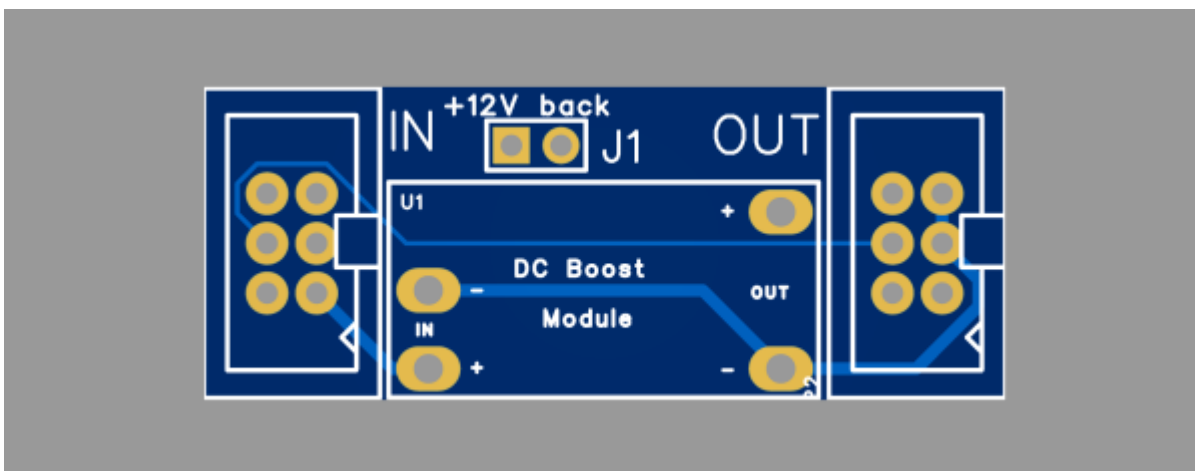 +12V back
IN
J1
OUT
U1
+
DC Boost
-
OUT
Module
IN
+
-